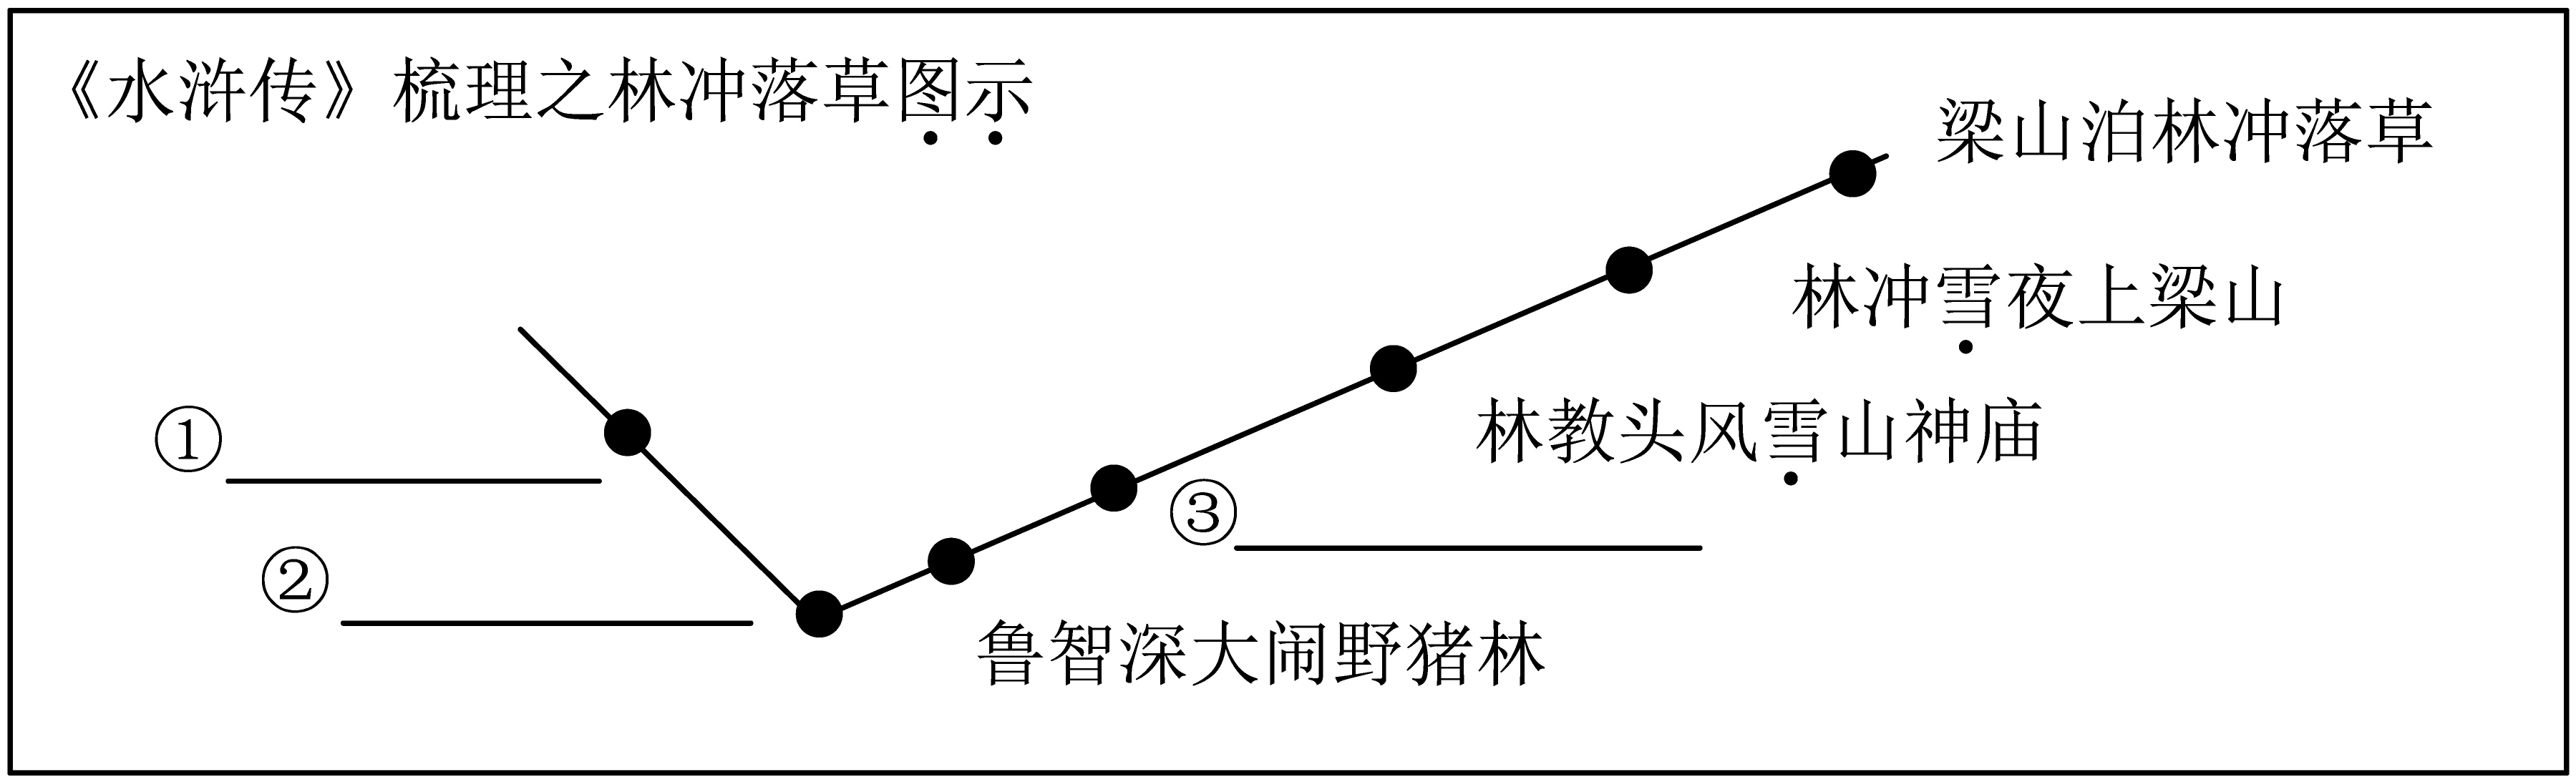 《水浒传》梳理之林冲落草图示
梁山泊林冲落草
林冲雪夜上梁山
林教头风雪山神庙
①
③
②
鲁智深大闹野猪林